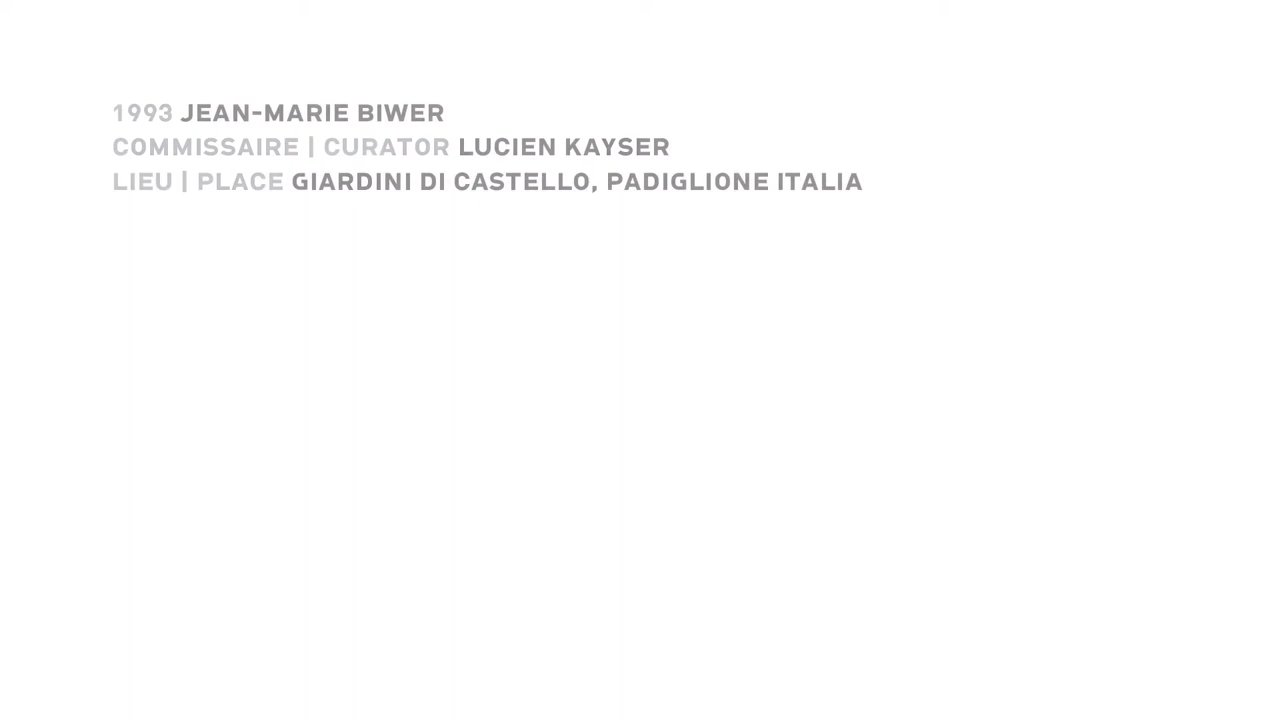 1993 JEAN-MARIE BIWER
COMMISSAIRE | CURATOR LUCIEN KAYSER
LIEU | PLACE GIARDINI DI CASTELLO, PADIGLIONE ITALIA